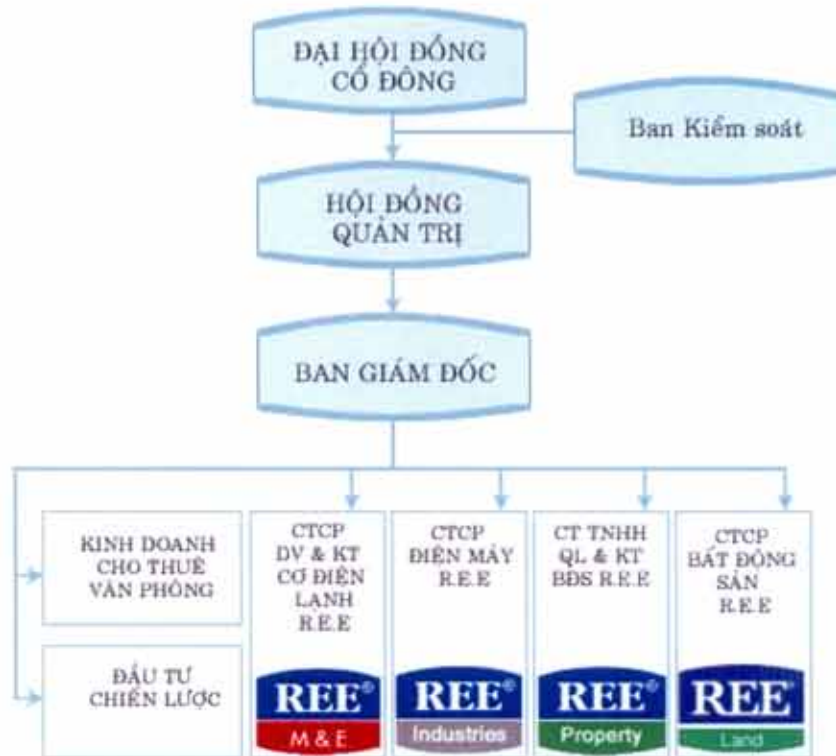 ĐẠI HỘI ĐỒNG
CỔ ĐÔNG
Ban Kiểm soát
HỘI ĐỒNG
QUẢN TRỊ
BAN GIÁM ĐỐC
KINH DOANH
CHO THUÊ
VĂN PHÒNG
ĐẦU TƯ
CHIẾN LƯỢC
CTCP
DV & KT
CƠ ĐIỆN
LẠNH
R.E.E
REE®
M & E
CTCP
ĐIỆN MÁY
R.E.E
REE®
Industries
CT TNHH
QL & KT
BĐS R.E.E
REE®
Property
CTCP
BẤT ĐỘNG
SẢN
R.E.E
REE
Land